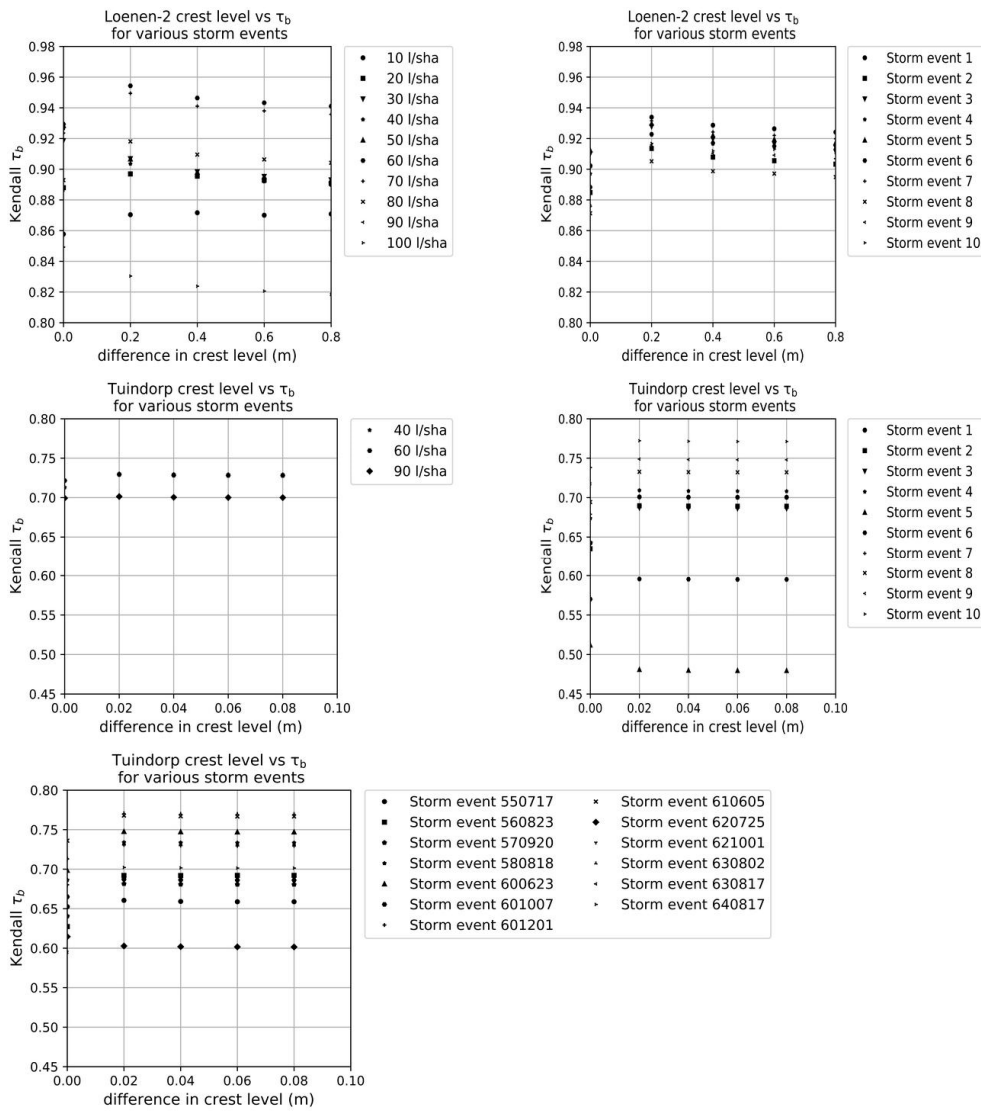 Loenen-2 crest level vs τb
for various storm events
0.98
0.96
0.94
0.92
0.90
0.88
0.86
0.84
0.82
0.80
Kendall τb
0.0 0.2 0.4 0.6 0.8
difference in crest level (m)
10 l/sha
20 l/sha
30 l/sha
40 l/sha
50 l/sha
60 l/sha
70 l/sha
80 l/sha
90 l/sha
100 l/sha
Loenen-2 crest level vs τb
for various storm events
0.98
0.96
0.94
0.92
0.90
0.88
0.86
0.84
0.82
0.80
Kendall τb
0.0 0.2 0.4 0.6 0.8
difference in crest level (m)
Storm event 1
Storm event 2
Storm event 3
Storm event 4
Storm event 5
Storm event 6
Storm event 7
Storm event 8
Storm event 9
Storm event 10
Tuindorp crest level vs τb
for various storm events
0.80
0.75
0.70
0.65
0.60
0.55
0.50
0.45
Kendall τb
0.00 0.02 0.04 0.06 0.08 0.10
difference in crest level (m)
40 l/sha
60 l/sha
90 l/sha
Tuindorp crest level vs τb
for various storm events
0.80
0.75
0.70
0.65
0.60
0.55
0.50
0.45
Kendall τb
0.00 0.02 0.04 0.06 0.08 0.10
difference in crest level (m)
Storm event 1
Storm event 2
Storm event 3
Storm event 4
Storm event 5
Storm event 6
Storm event 7
Storm event 8
Storm event 9
Storm event 10
Tuindorp crest level vs τb
for various storm events
0.80
0.75
0.70
0.65
0.60
0.55
0.50
0.45
Kendall τb
0.00 0.02 0.04 0.06 0.08 0.10
difference in crest level (m)
Storm event 550717
Storm event 560823
Storm event 570920
Storm event 580818
Storm event 600623
Storm event 601007
Storm event 601201
Storm event 610605
Storm event 620725
Storm event 621001
Storm event 630802
Storm event 630817
Storm event 640817